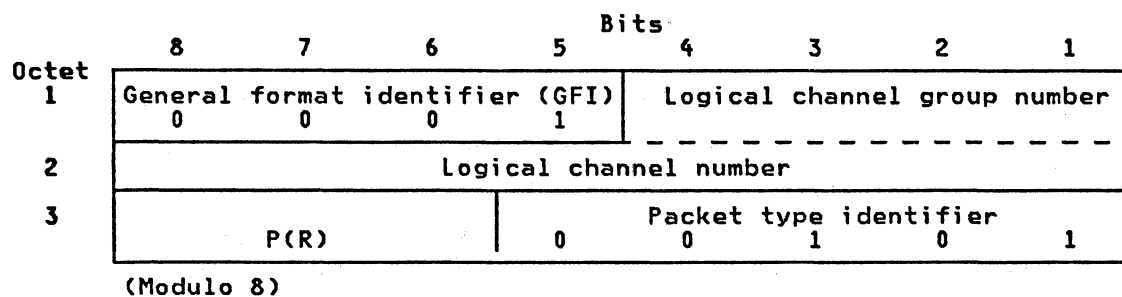 Bits
8 7 6 5 4 3 2 1
Octet
1 General format identifier (GFI) Logical channel group number
0 0 0 1
2 Logical channel number
3 Packet type identifier
P(R) 0 0 1 0 1
(Modulo 8)